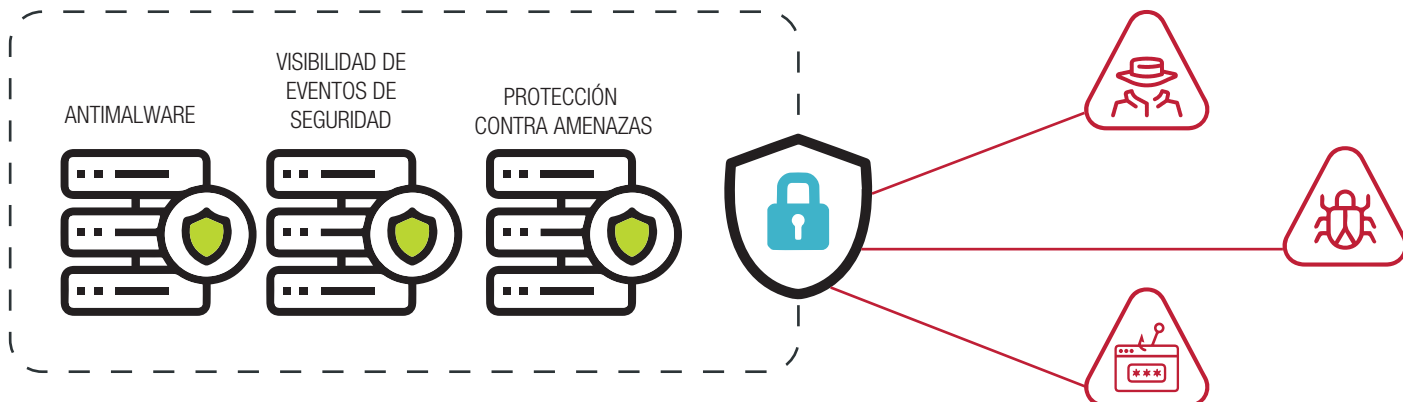 ANTIMALWARE
VISIBILIDAD DE
EVENTOS DE
SEGURIDAD
PROTECCIÓN
CONTRA AMENAZAS
***